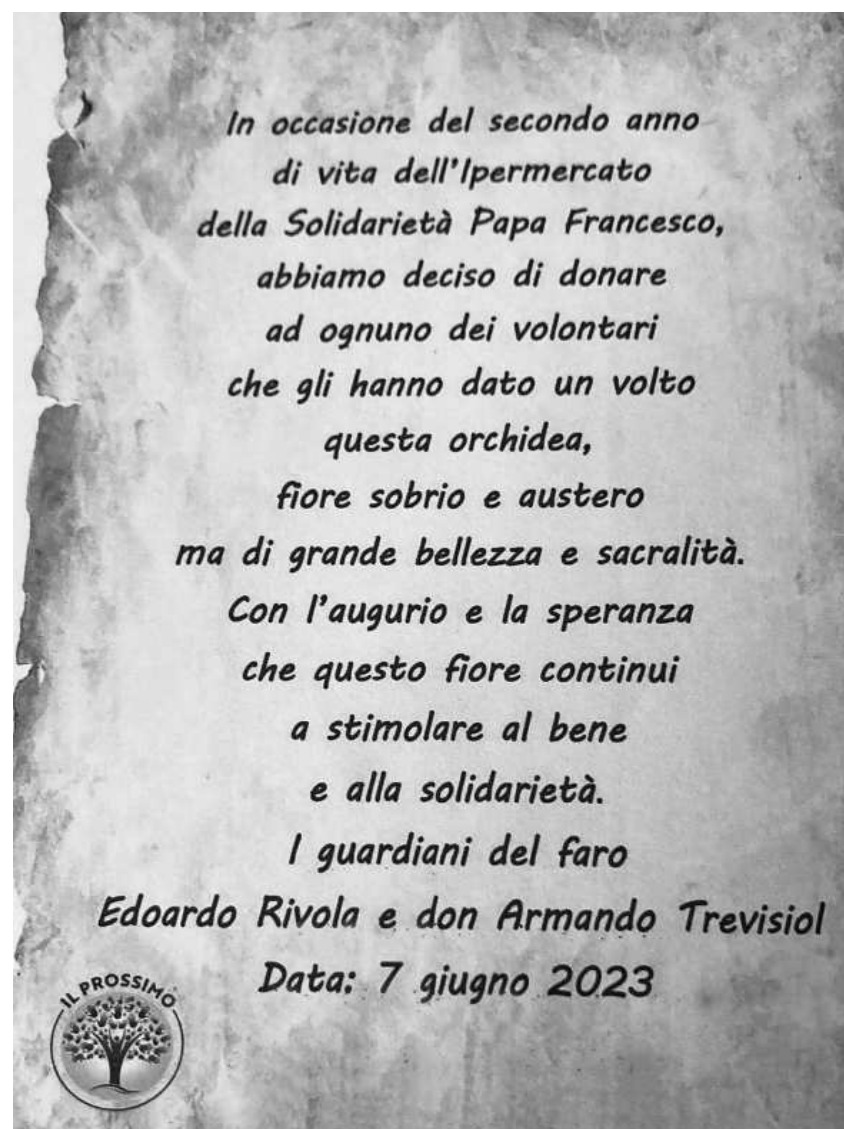 In occasione del secondo anno
di vita dell'Ipermercato
della Solidarietà Papa Francesco,
abbiamo deciso di donare
ad ognuno dei volontari
che gli hanno dato un volto
questa orchidea,
fiore sobrio e austero
ma di grande bellezza e sacralità.
Con l'augurio e la speranza
che questo fiore continui
a stimolare al bene
e alla solidarietà.
I guardiani del faro
Edoardo Rivola e don Armando Trevisiol
Data: 7 giugno 2023
IL PROSSIMO